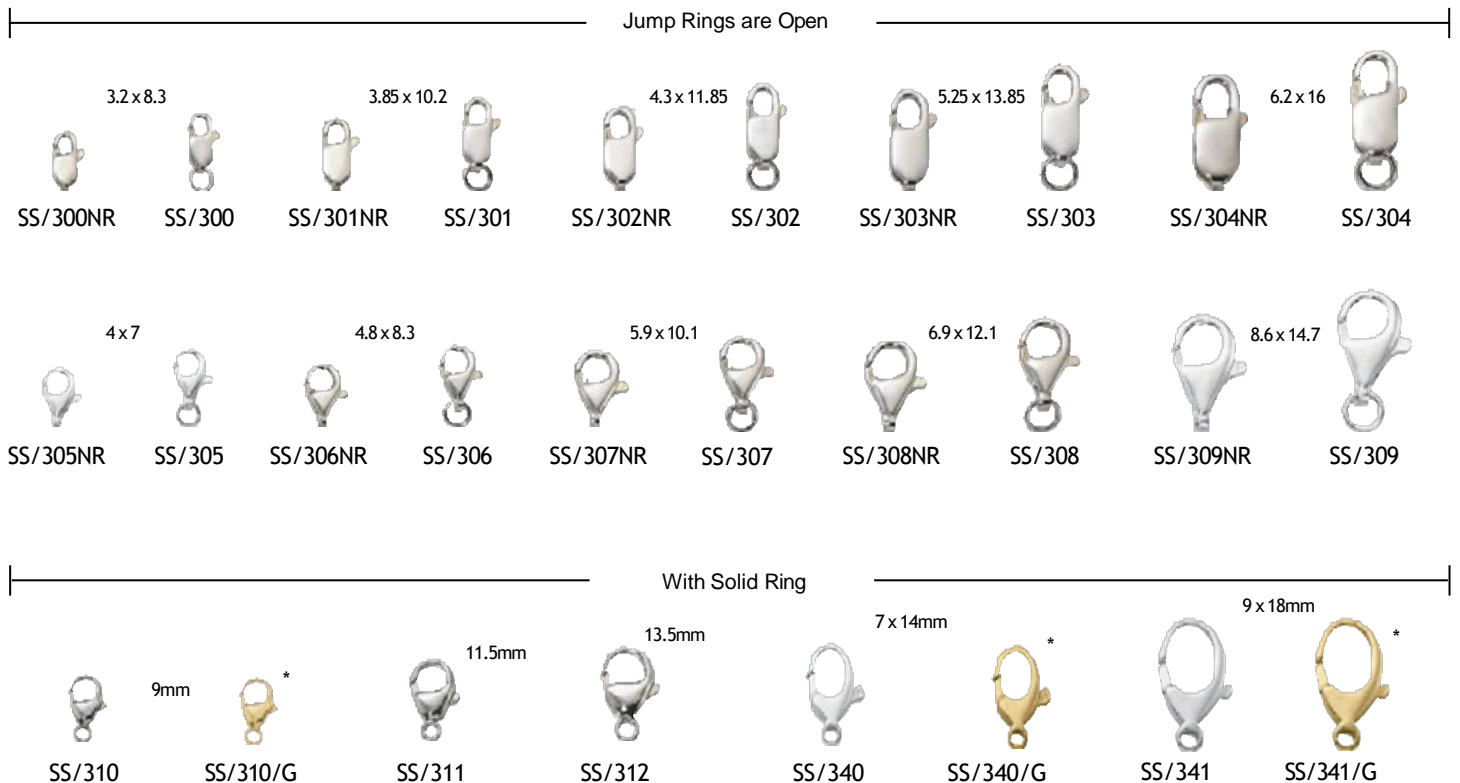 Jump Rings are Open
3.2 x 8.3 3.85 x 10.2 4.3 x 11.85 5.25 x 13.85 6.2 x 16
SS/300NR SS/300 SS/301NR SS/301 SS/302NR SS/302 SS/303NR SS/303 SS/304NR SS/304
4 x 7 4.8 x 8.3 5.9 x 10.1 6.9 x 12.1 8.6 x 14.7
SS/305NR SS/305 SS/306NR SS/306 SS/307NR SS/307 SS/308NR SS/308 SS/309NR SS/309
With Solid Ring
9mm * 11.5mm 13.5mm 7 x 14mm * 9 x 18mm *
SS/310 SS/310/G SS/311 SS/312 SS/340 SS/340/G SS/341 SS/341/G